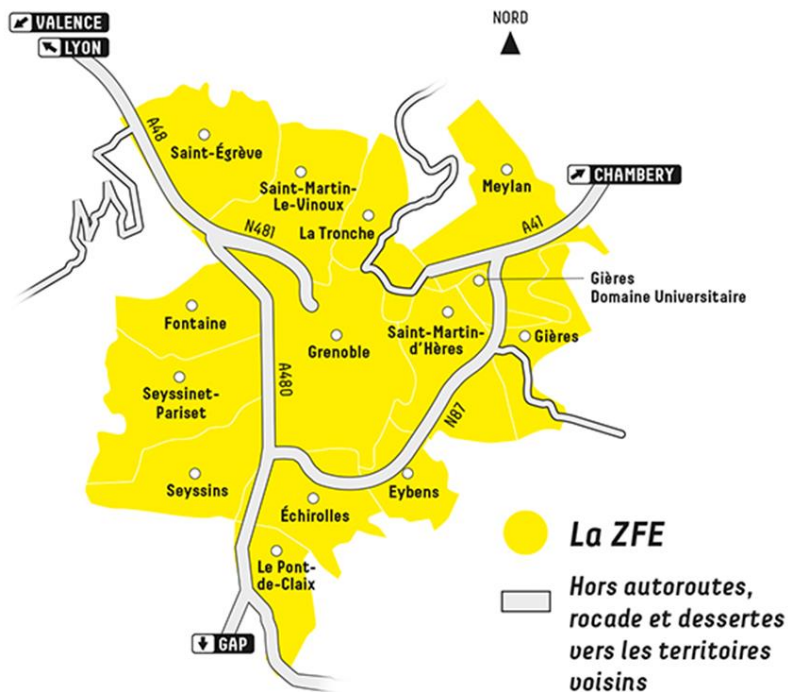 VALENCE
LYON
NORD
A48
Saint-Égrève
Saint-Martin-
Le-Vinoux
Meylan
CHAMBERY
La Tronche
N481
A41
Gières
Domaine Universitaire
Fontaine
Grenoble
Saint-Martin-
d'Hères
Gières
Seyssinet-
Pariset
A480
N87
Seyssins
Échirolles
Eybens
Le Pont-
de-Claix
GAP
La ZFE
Hors autoroutes,
rocade et dessertes
vers les territoires
voisins